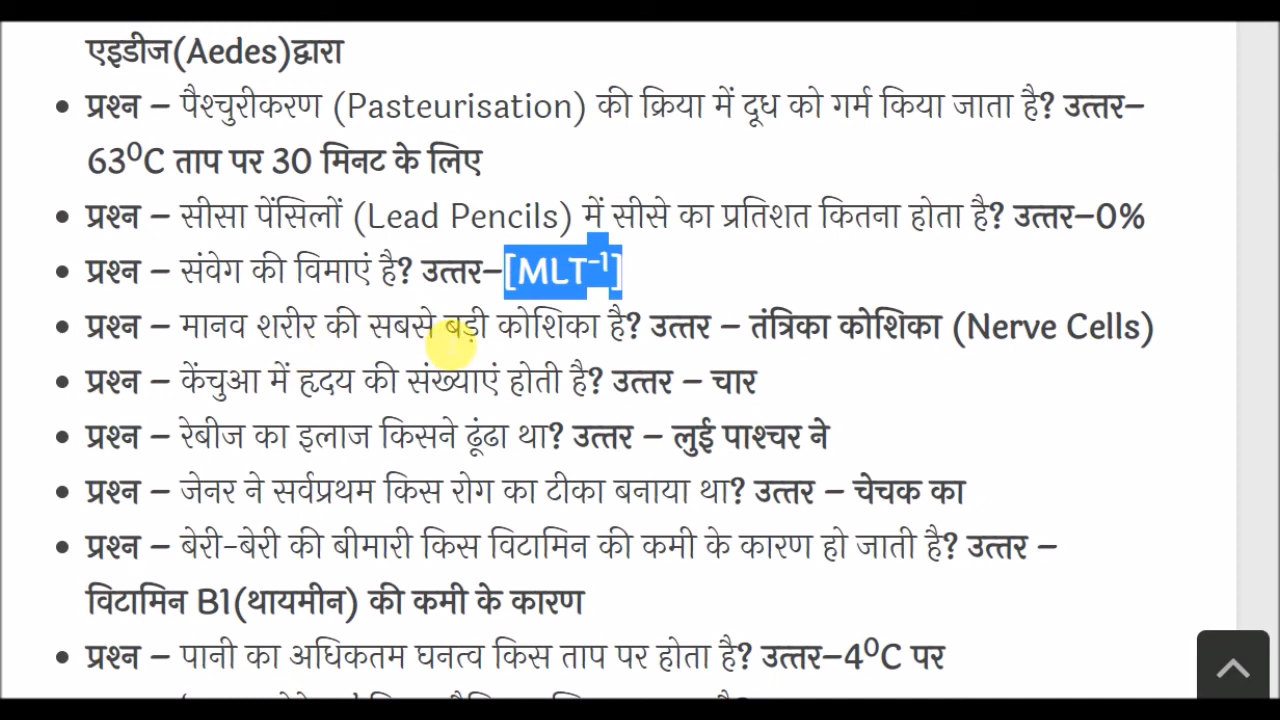 एइडीज(Aedes)द्वारा
• प्रश्न – पैश्चुरीकरण (Pasteurisation) की क्रिया में दूध को गर्म किया जाता है? उत्तर–
63⁰C ताप पर 30 मिनट के लिए
• प्रश्न – सीसा पेंसिलों (Lead Pencils) में सीसे का प्रतिशत कितना होता है? उत्तर–0%
• प्रश्न – संवेग की विमाएं है? उत्तर–[MLT⁻¹]
• प्रश्न – मानव शरीर की सबसे बड़ी कोशिका है? उत्तर – तंत्रिका कोशिका (Nerve Cells)
• प्रश्न – केंचुआ में हृदय की संख्याएं होती है? उत्तर – चार
• प्रश्न – रेबीज का इलाज किसने ढूंढा था? उत्तर – लुई पाश्चर ने
• प्रश्न – जेनर ने सर्वप्रथम किस रोग का टीका बनाया था? उत्तर – चेचक का
• प्रश्न – बेरी-बेरी की बीमारी किस विटामिन की कमी के कारण हो जाती है? उत्तर –
विटामिन B1(थायमीन) की कमी के कारण
• प्रश्न – पानी का अधिकतम घनत्व किस ताप पर होता है? उत्तर–4⁰C पर